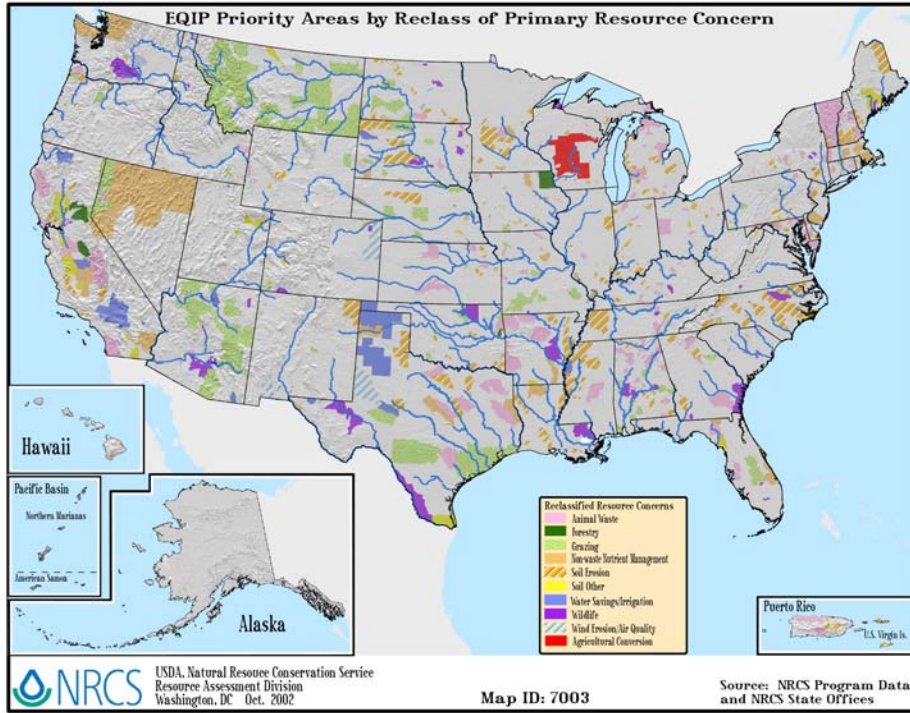 EQIP Priority Areas by Reclass of Primary Resource Concern
Hawaii
Pacific Basin
Northern Marianas
American Samoa
Alaska
Reclassified Resource Concerns
Animal Waste
Forestry
Grazing
Non-waste Nutrient Management
Soil Erosion
Soil Other
Water Savings/Irrigation
Wildlife
Wind Erosion/Air Quality
Agricultural Conversion
Puerto Rico
U.S. Virgin Is.
NRCS
USDA, Natural Resouce Conservation Service
Resource Assessment Division
Washington, DC Oct. 2002
Map ID: 7003
Source: NRCS Program Data
and NRCS State Offices